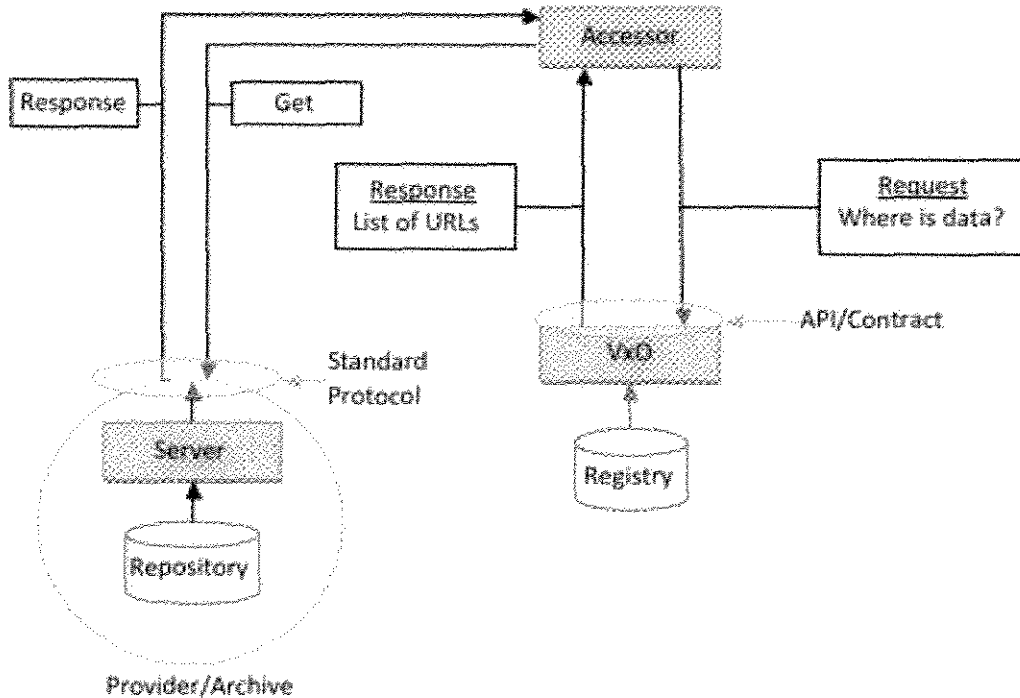 Accessor
Response
Get
Response
List of URLs
Request
Where is data?
API/Contract
VxO
Standard
Protocol
Server
Registry
Repository
Provider/Archive